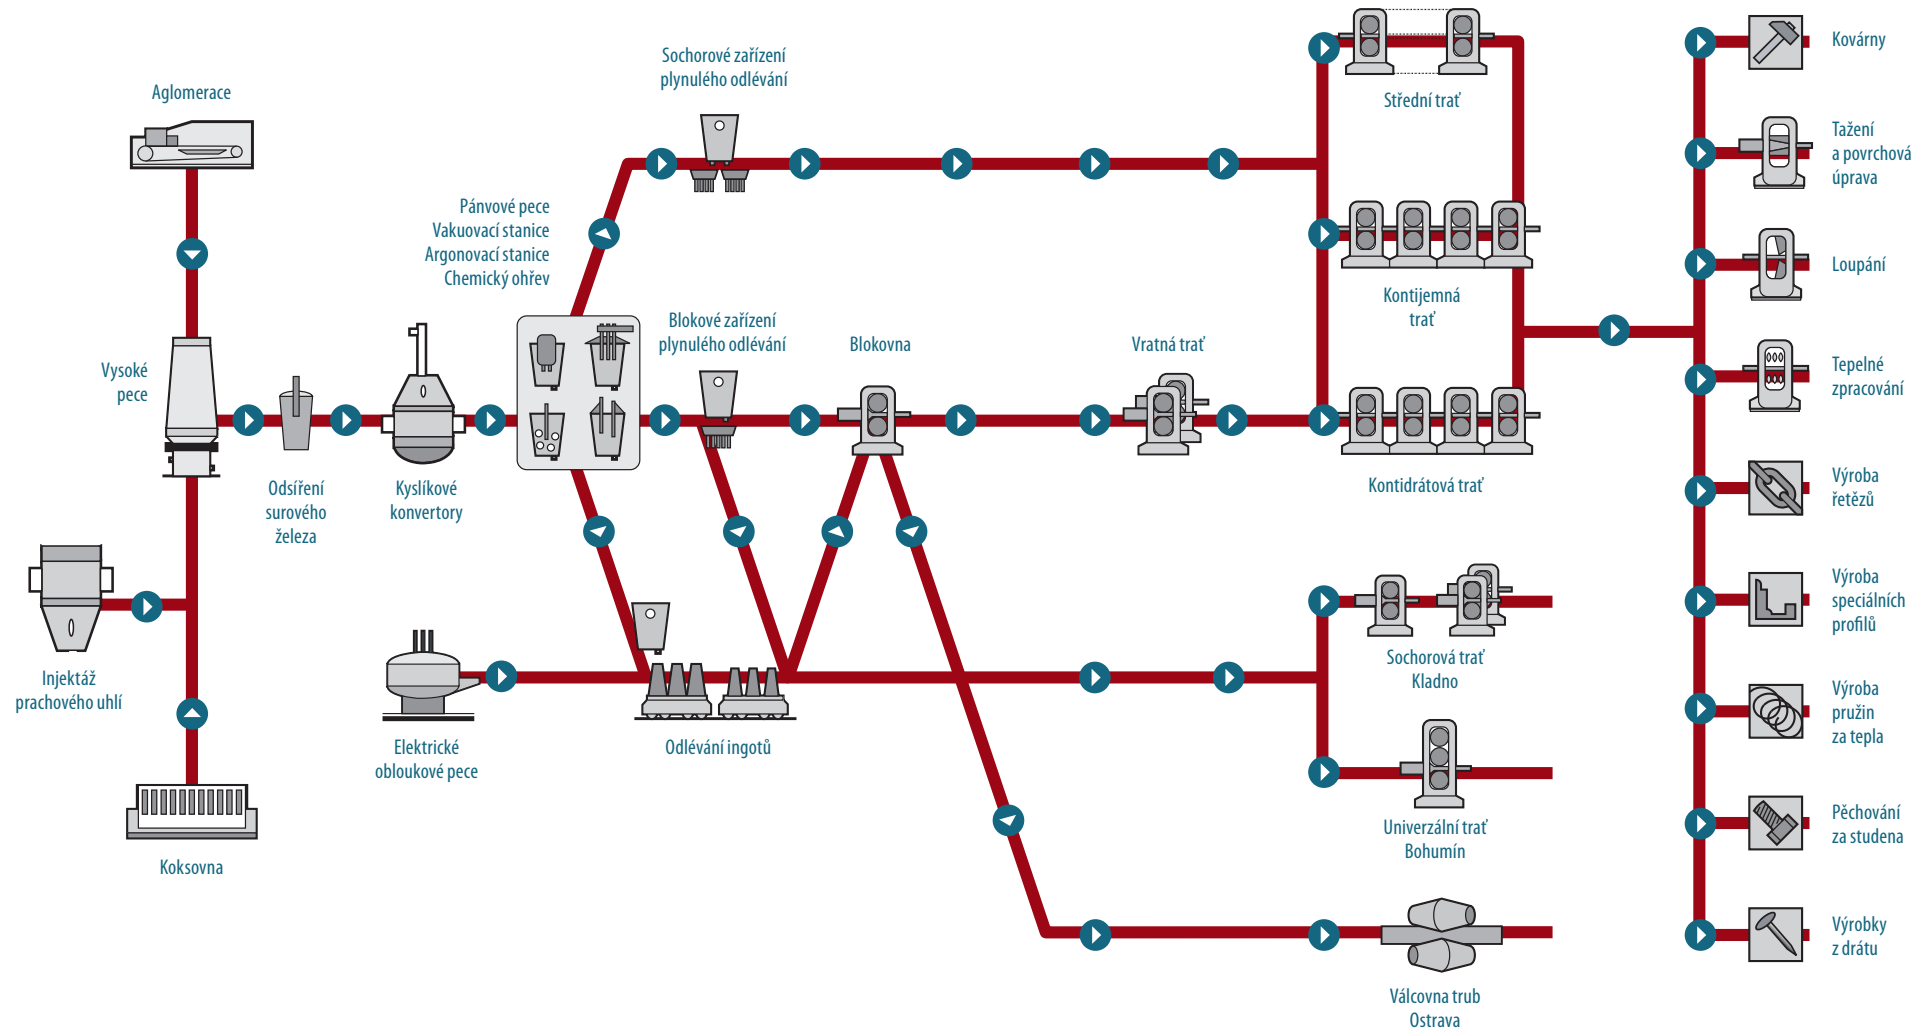 Aglomerace
Vysoké
pece
Injektáž
prachového uhlí
Koksovna
Odsíření
surového
železa
Kyslíkové
konvertory
Pánvové pece
Vakuovací stanice
Argonovací stanice
Chemický ohřev
Elektrické
obloukové pece
Sochorové zařízení
plynulého odlévání
Blokové zařízení
plynulého odlévání
Odlévání ingotů
Blokovna
Vratná trať
Střední trať
Kontijemná
trať
Kontidrátová trať
Sochorová trať
Kladno
Univerzální trať
Bohumín
Válcovna trub
Ostrava
Kovárny
Tažení
a povrchová
úprava
Loupání
Tepelné
zpracování
Výroba
řetězů
Výroba
speciálních
profilů
Výroba
pružin
za tepla
Pěchování
za studena
Výrobky
z drátu